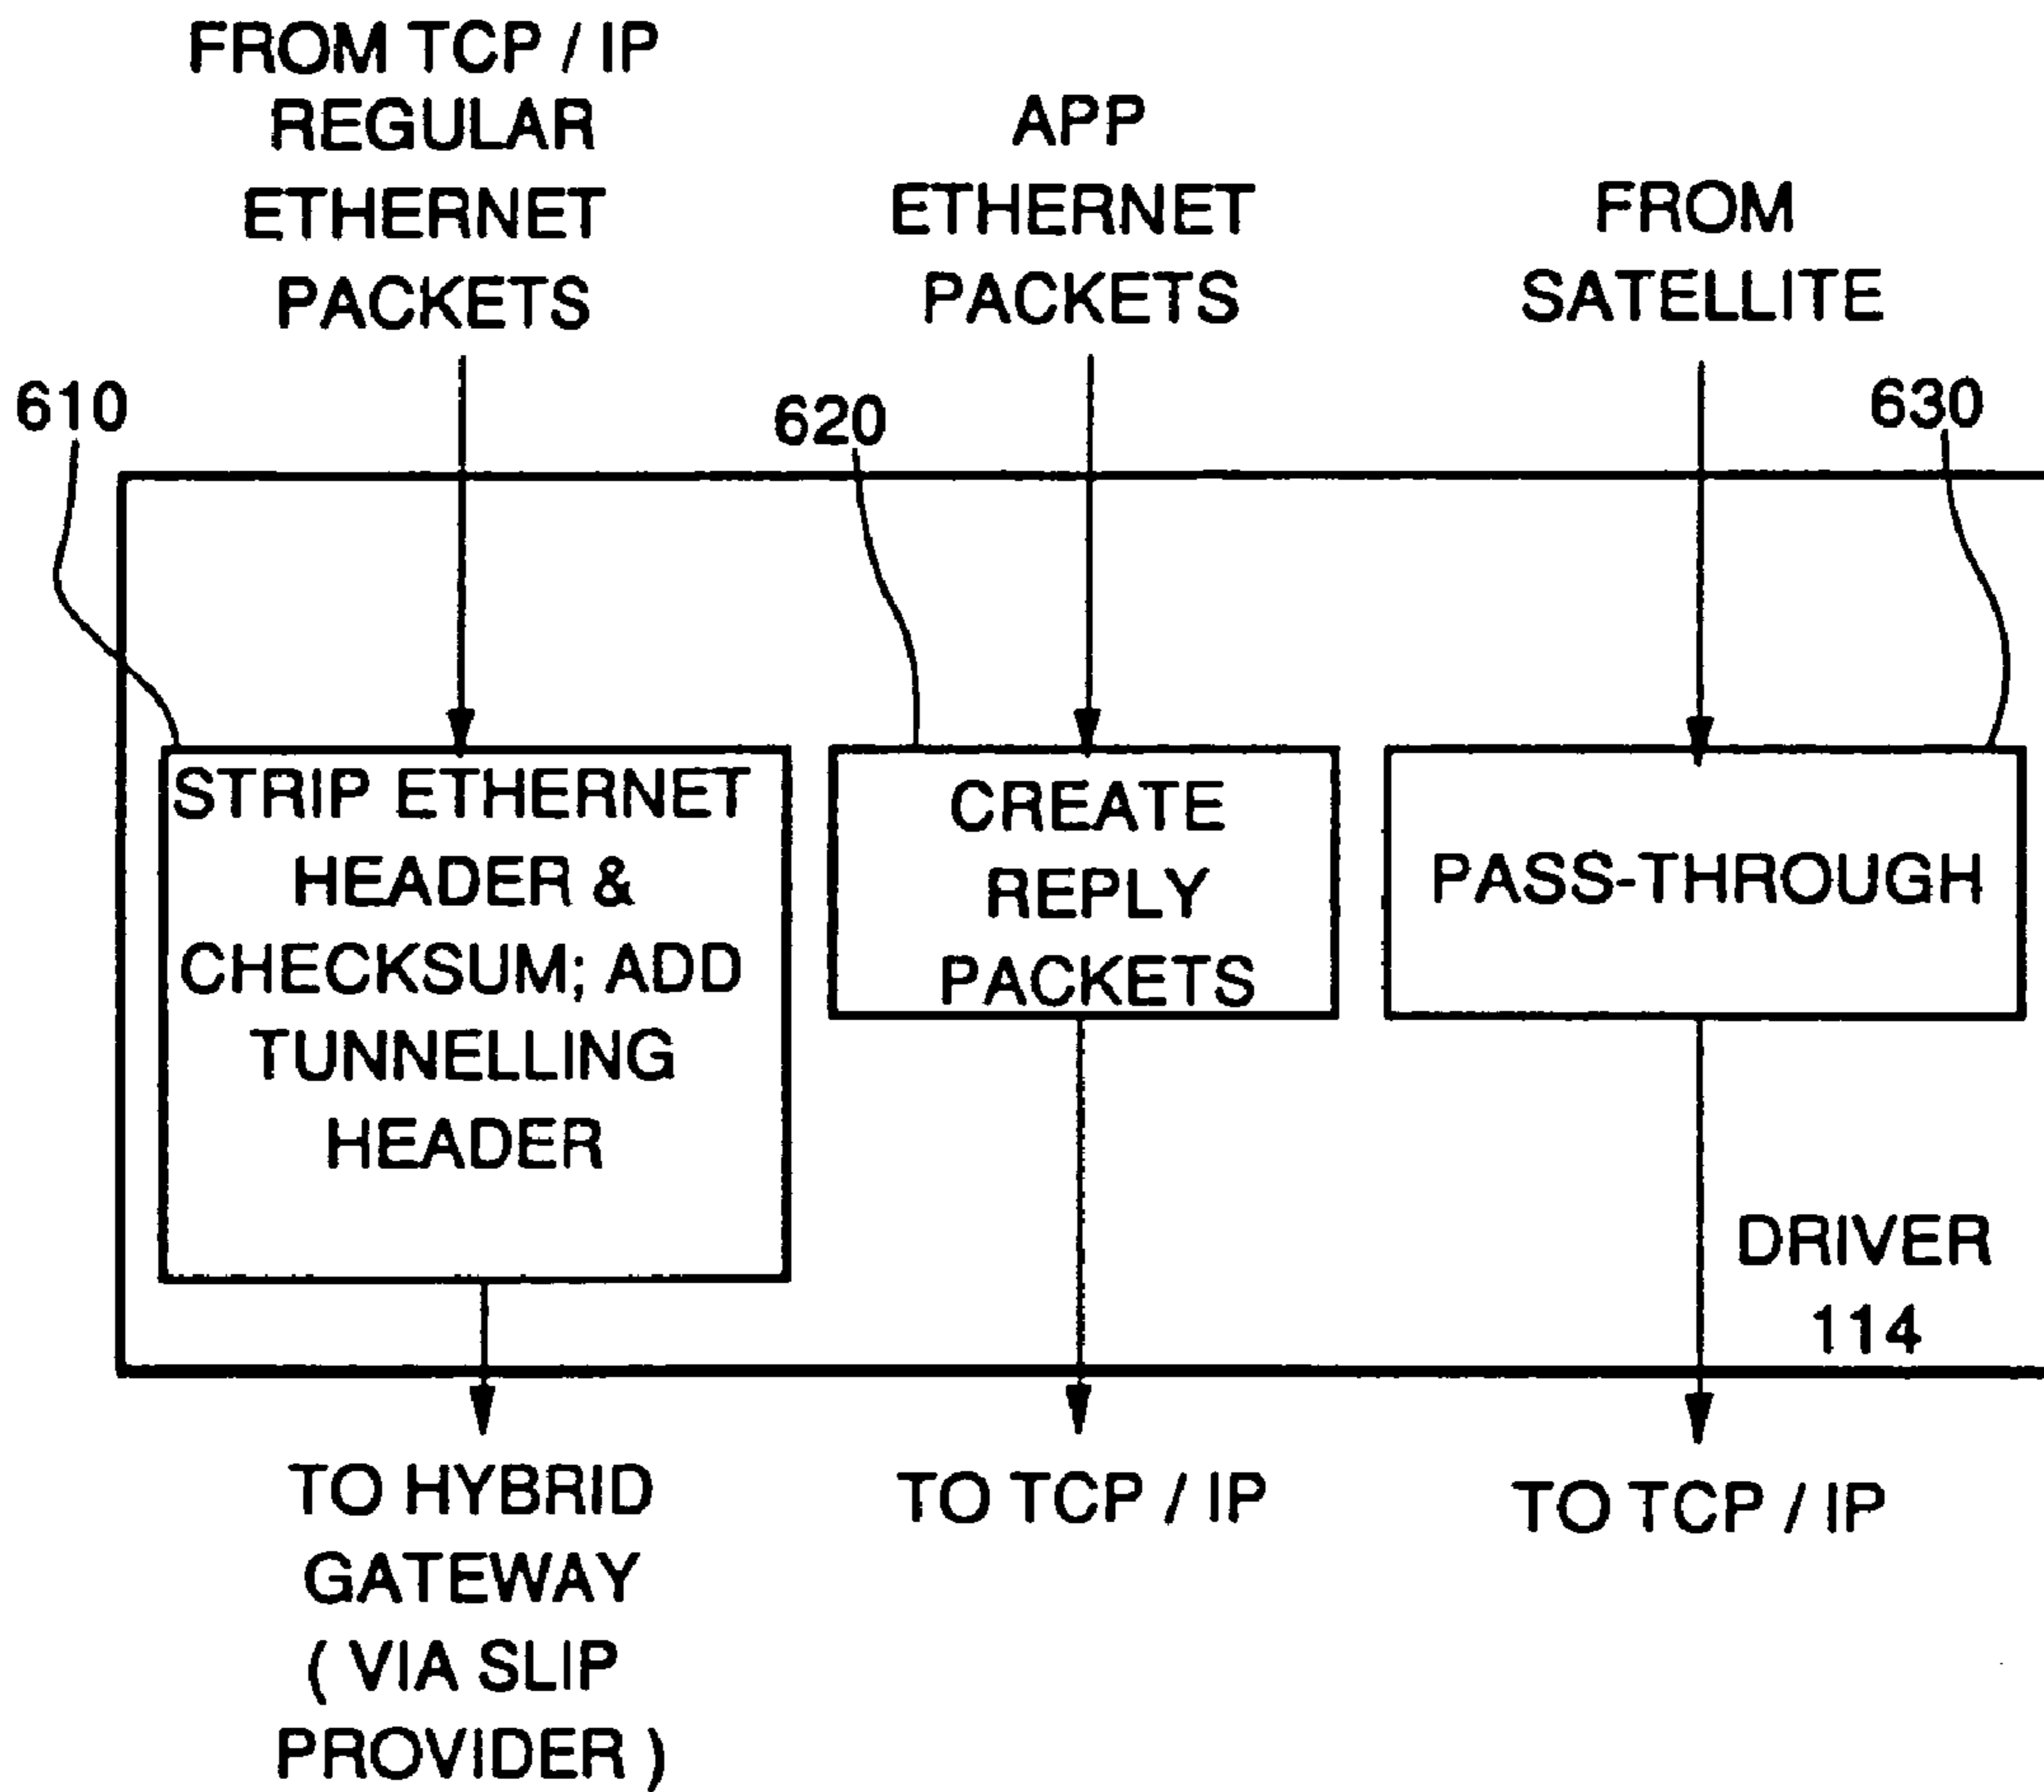 FROM TCP / IP
REGULAR
ETHERNET
PACKETS
APP
ETHERNET
PACKETS
FROM
SATELLITE
610
620
630
STRIP ETHERNET
HEADER &
CHECKSUM; ADD
TUNNELLING
HEADER
CREATE
REPLY
PACKETS
PASS-THROUGH
DRIVER
114
TO HYBRID
GATEWAY
( VIA SLIP
PROVIDER )
TO TCP / IP
TO TCP / IP